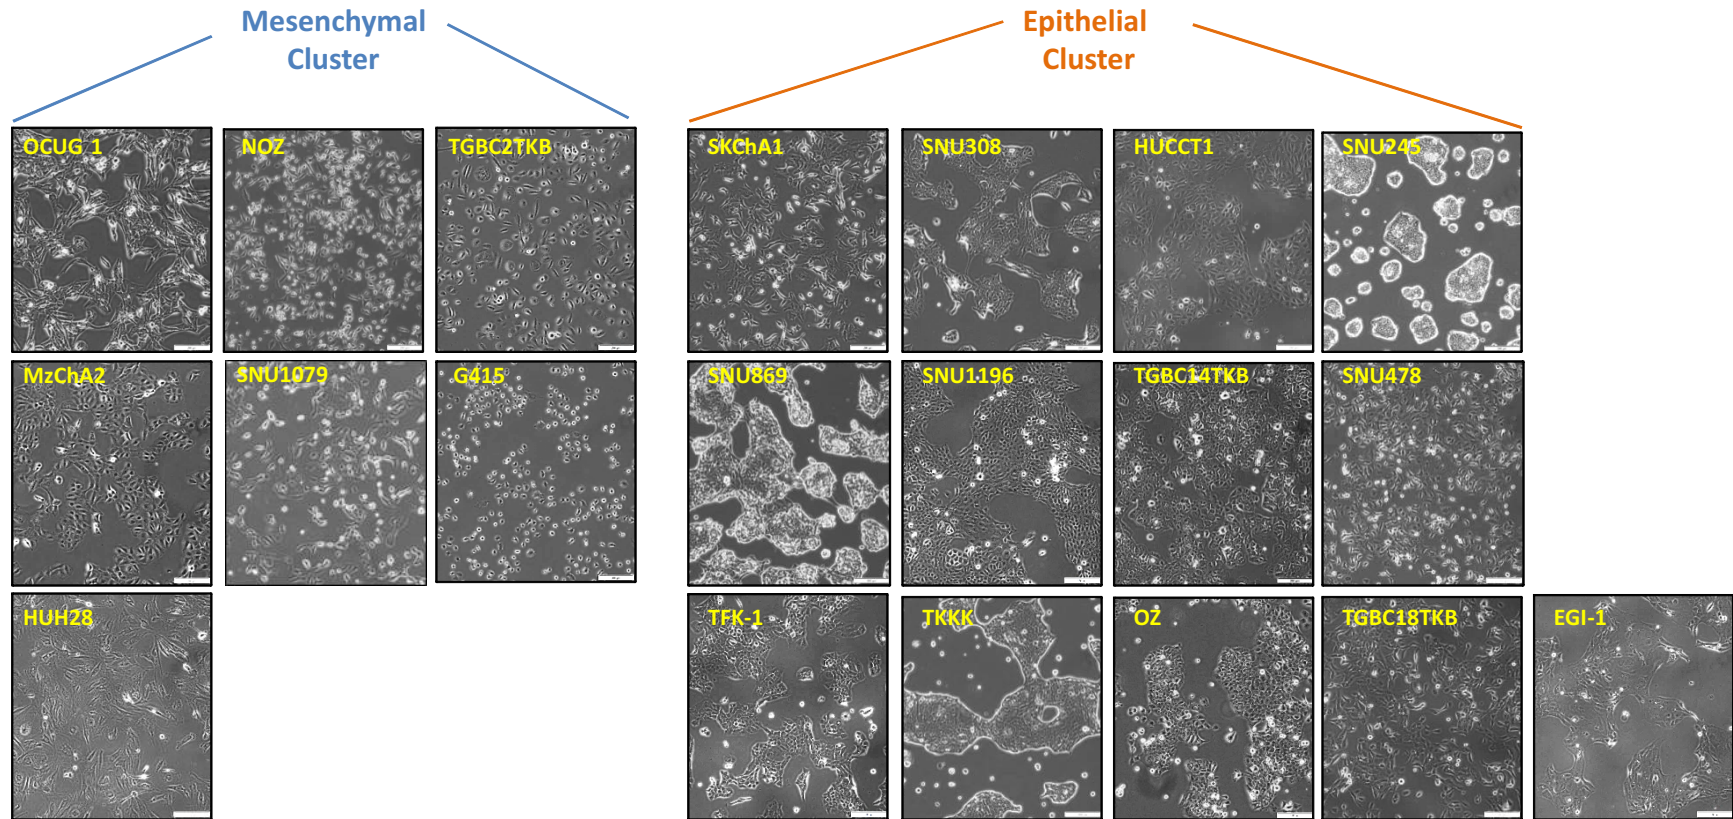 Mesenchymal
Cluster
Epithelial
Cluster
OCUG 1
NOZ
TGBC2TKB
SKChA1
SNU308
HUCCT1
SNU245
MzChA2
SNU1079
G415
SNU869
SNU1196
TGBC14TKB
SNU478
HUH28
TFK-1
TKKK
OZ
TGBC18TKB
EGI-1